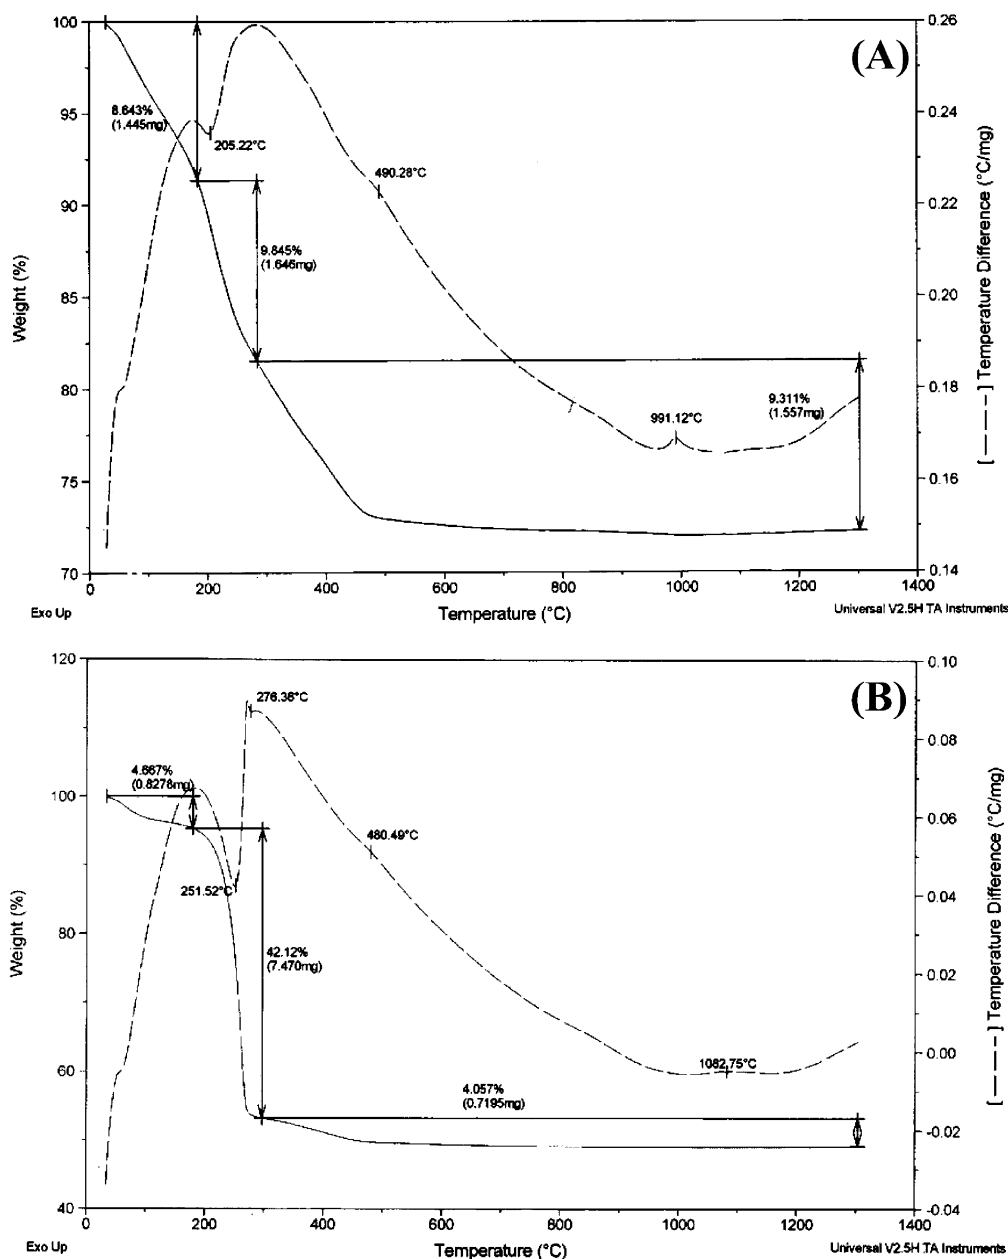 (A)
100
95
90
85
80
75
70
Weight (%)
0.26
0.24
0.22
0.20
0.18
0.16
0.14
[ — — – ] Temperature Difference (°C/mg)
8.643%
(1.445mg)
205.22°C
9.845%
(1.646mg)
490.28°C
991.12°C
9.311%
(1.557mg)
0 200 400 600 800 1000 1200 1400
Exo Up
Temperature (°C)
Universal V2.5H TA Instruments
(B)
120
100
80
60
40
Weight (%)
0.10
0.08
0.06
0.04
0.02
0.00
-0.02
-0.04
[ — — – ] Temperature Difference (°C/mg)
276.36°C
4.667%
(0.8278mg)
480.49°C
251.52°C
42.12%
(7.470mg)
1082.75°C
4.057%
(0.7195mg)
0 200 400 600 800 1000 1200 1400
Exo Up
Temperature (°C)
Universal V2.5H TA Instruments